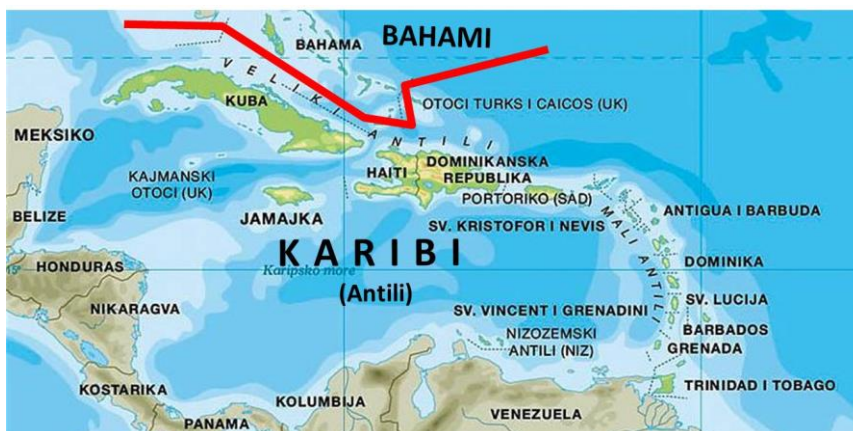 BAHAMI
BAHAMA
VELIKI ANTILI
KUBA
OTOCI TURKS I CAICOS (UK)
MEKSIKO
KAJMANSKI
OTOCI (UK)
HAITI
DOMINIKANSKA
REPUBLIKA
PORTORIKO (SAD)
BELIZE
JAMAJKA
SV. KRISTOFOR I NEVIS
MALI ANTILI
ANTIGUA I BARBUDA
KARIBI
(Antili)
Karipsko more
HONDURAS
DOMINIKA
NIKARAGVA
SV. VINCENT I GRENADINI
SV. LUCIJA
NIZOZEMSKI
ANTILI (NIZ)
BARBADOS
GRENADA
KOSTARIKA
KOLUMBIJA
TRINIDAD I TOBAGO
PANAMA
VENEZUELA